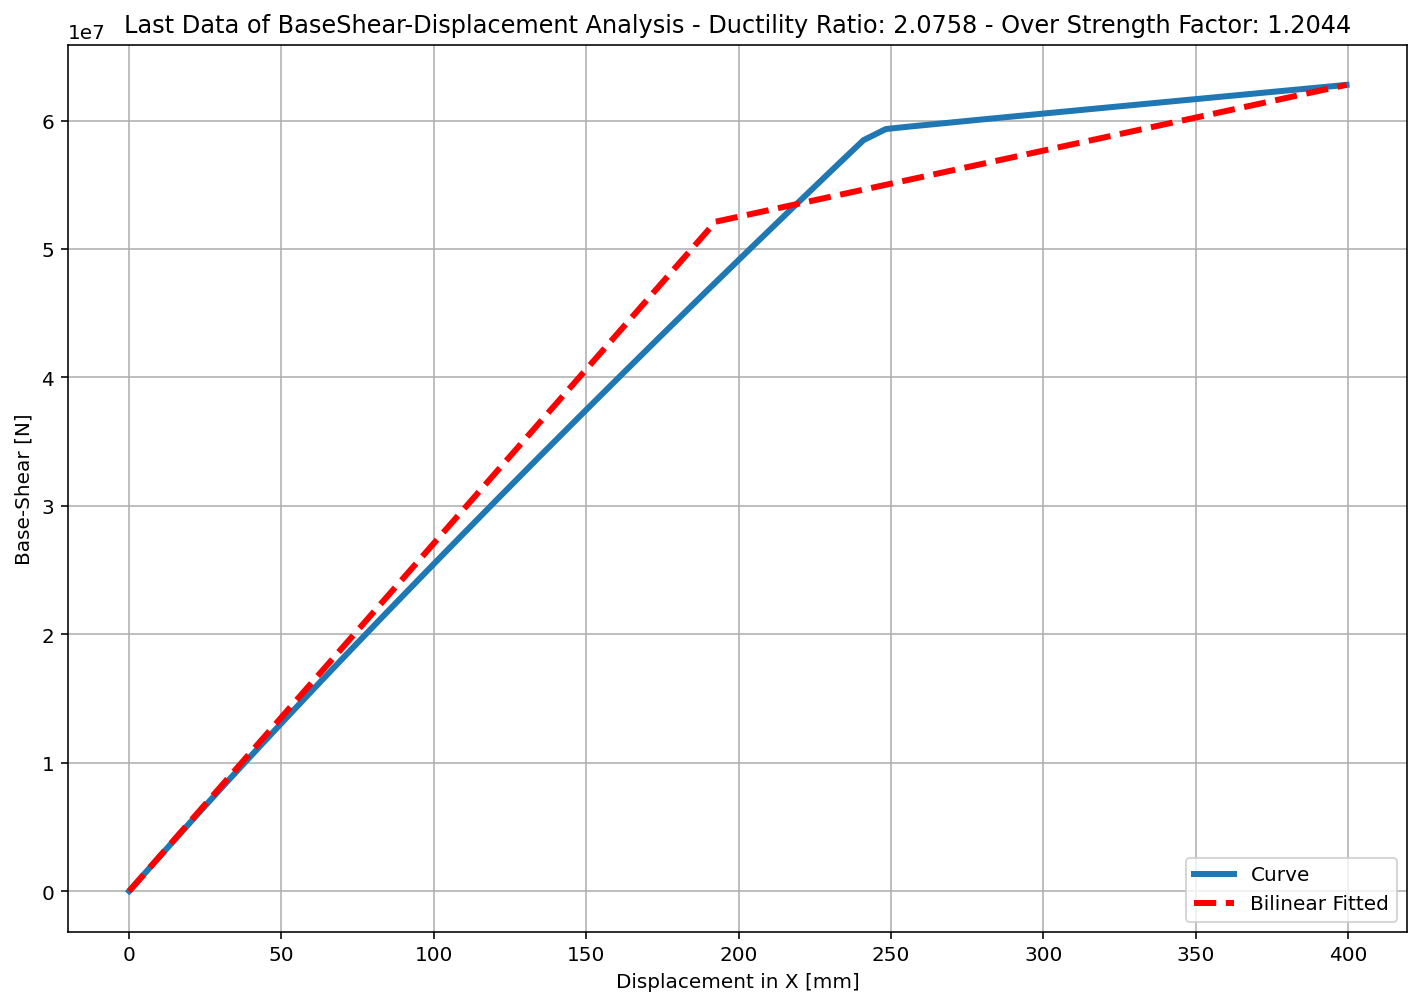 Last Data of BaseShear-Displacement Analysis - Ductility Ratio: 2.0758 - Over Strength Factor: 1.2044
1e7
6
5
4
3
2
1
0
Base-Shear [N]
0 50 100 150 200 250 300 350 400
Displacement in X [mm]
Curve
Bilinear Fitted